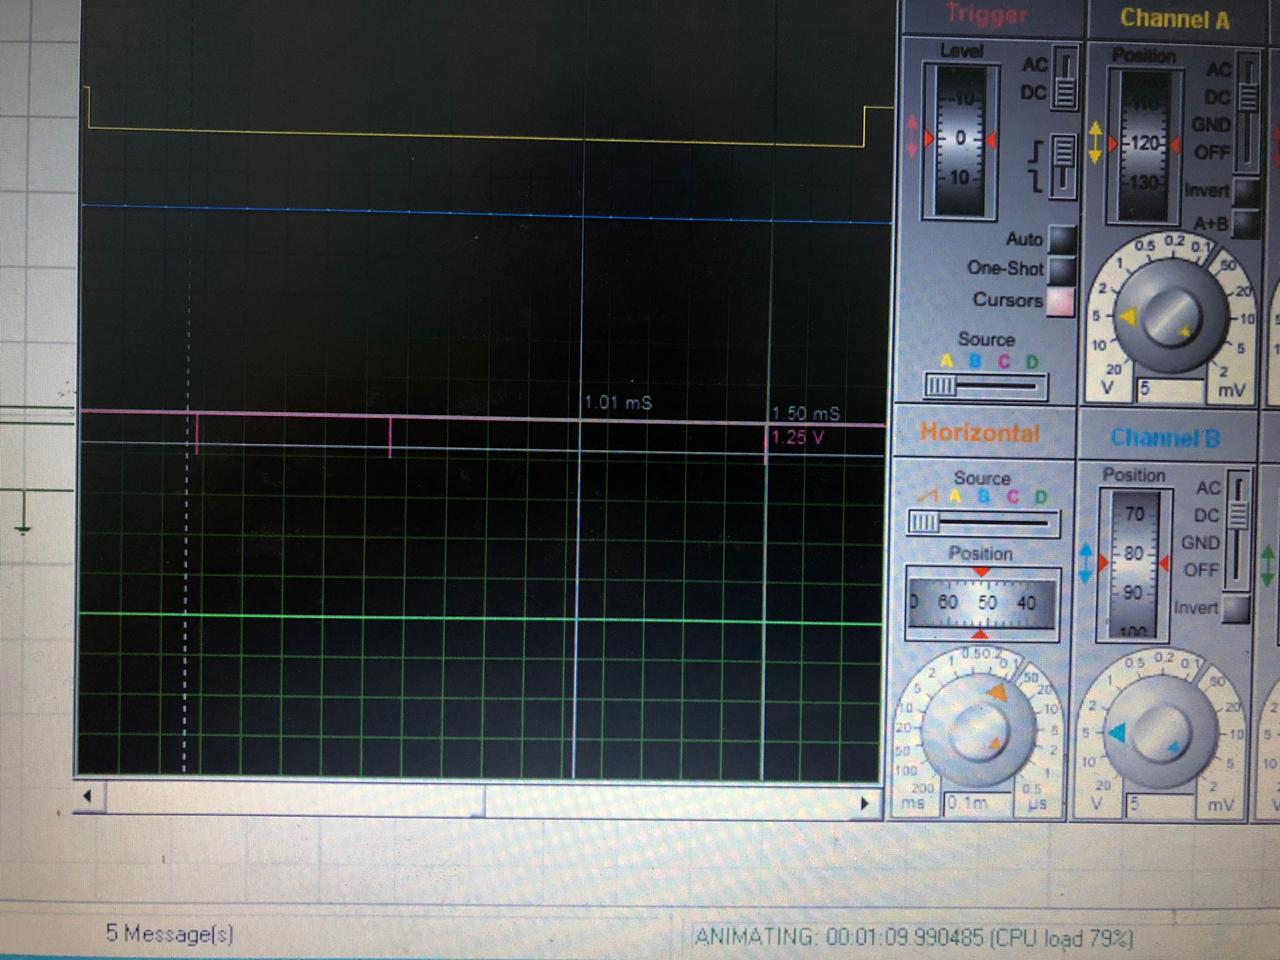 Trigger
Level
AC
DC
10
0
10
Auto
One-Shot
Cursors
Source
A B C D
Channel A
Position
AC
DC
GND
OFF
110
120
130
Invert
A+B
0.5 0.2 0.1
1 50
2 20
5 10
10 5
20 2
V 5 mV
1.01 mS
1.50 mS
1.25 V
Horizontal
Source
A B C D
Position
0 60 50 40
0.5 0.2 0.1
1 50
2 20
5 10
10 5
20 2
50 1
100 0.5
200
ms 0.1m µs
Channel B
Position
AC
DC
GND
OFF
70
80
90
100
Invert
0.5 0.2 0.1
1 50
2 20
5 10
10 5
20 2
V 5 mV
5 Message(s)
ANIMATING: 00:01:09.990485 (CPU load 79%)